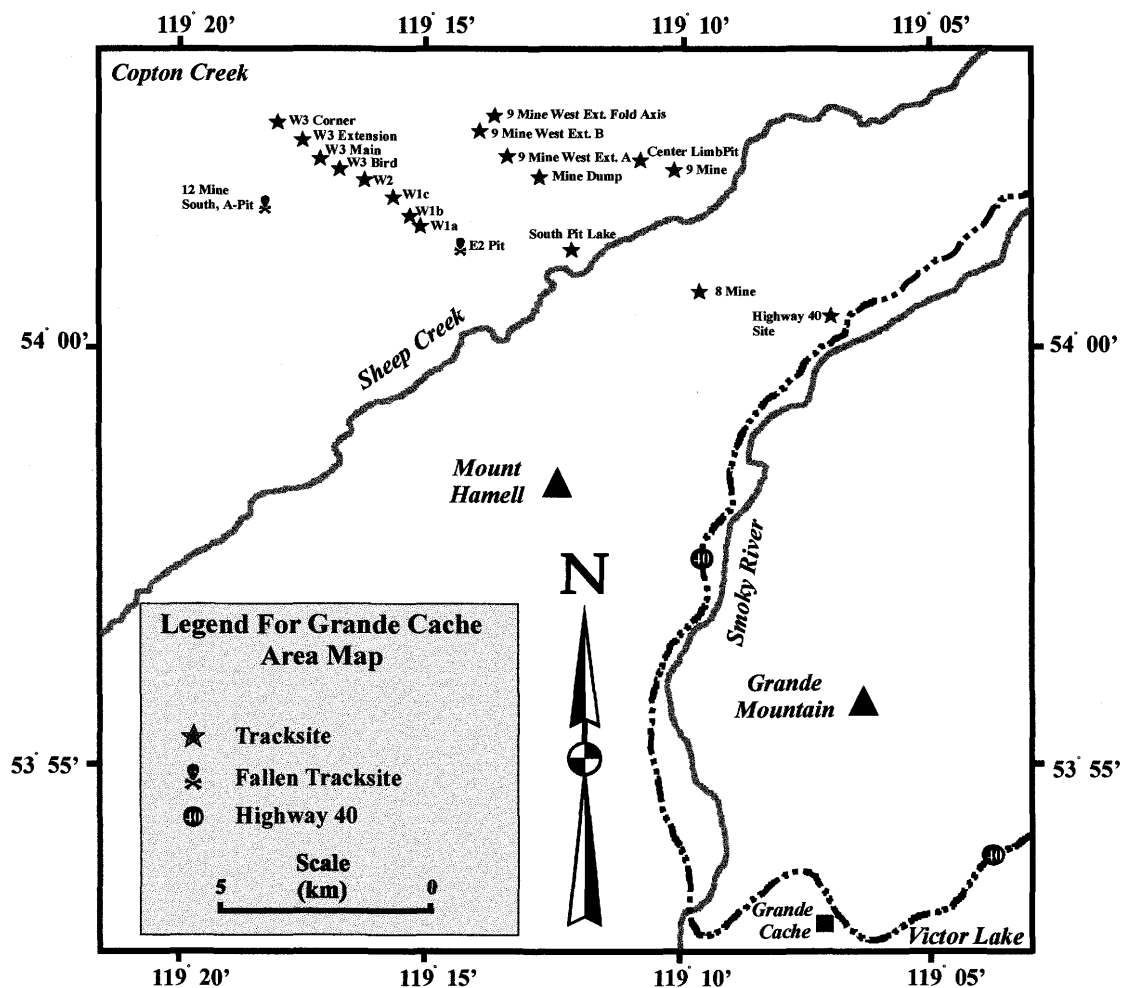 119° 20' 119° 15' 119° 10' 119° 05'
Copton Creek
W3 Corner
W3 Extension
W3 Main
W3 Bird
W2
W1c
W1b
W1a
9 Mine West Ext. Fold Axis
9 Mine West Ext. B
9 Mine West Ext. A
Center LimbPit
Mine Dump
9 Mine
12 Mine
South, A-Pit
E2 Pit
South Pit Lake
8 Mine
Highway 40
Site
54° 00' 54° 00'
Sheep Creek
Mount
Hamell
N
40
Smoky River
Grande
Mountain
Legend For Grande Cache
Area Map
Tracksite
Fallen Tracksite
40 Highway 40
Scale
(km)
5 0
53° 55' 53° 55'
40
Grande
Cache
Victor Lake
119° 20' 119° 15' 119° 10' 119° 05'